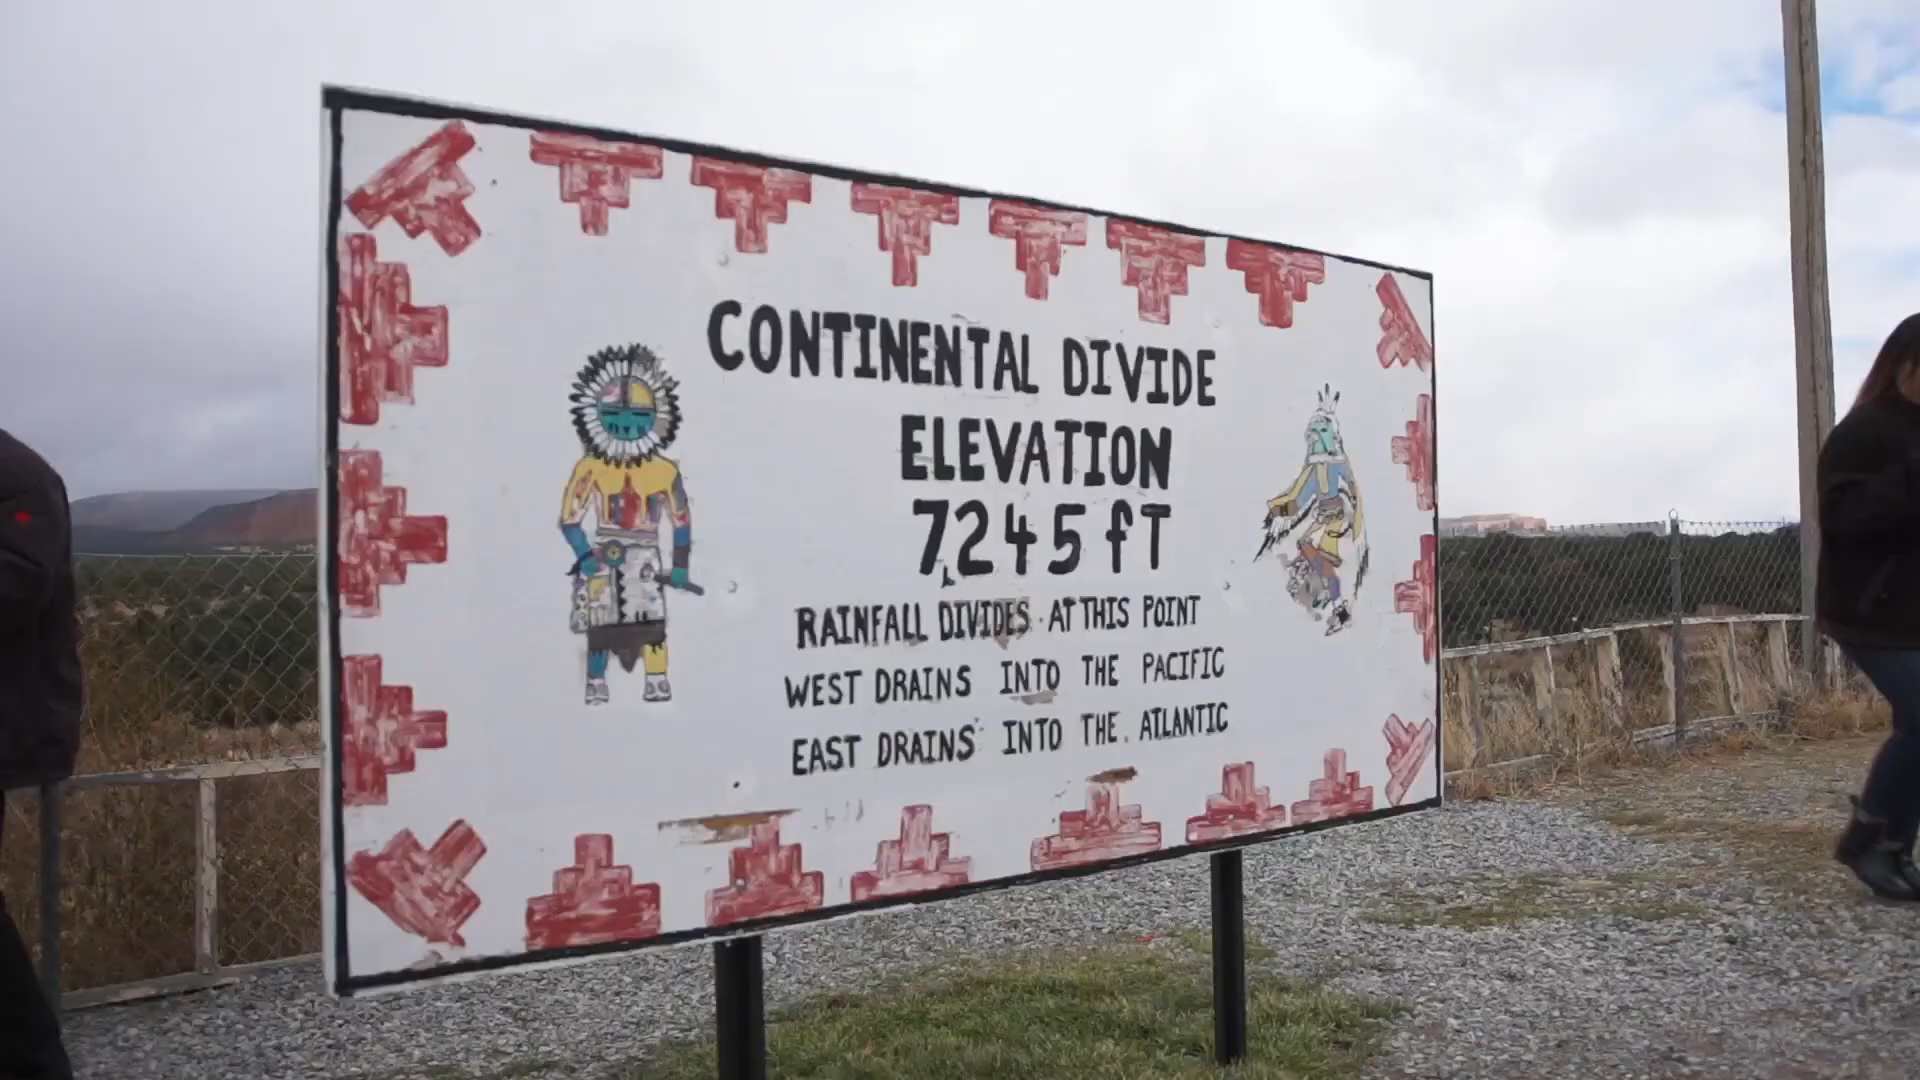 CONTINENTAL DIVIDE
ELEVATION
7245 fT
RAINFALL DIVIDES AT THIS POINT
WEST DRAINS INTO THE PACIFIC
EAST DRAINS INTO THE ATLANTIC